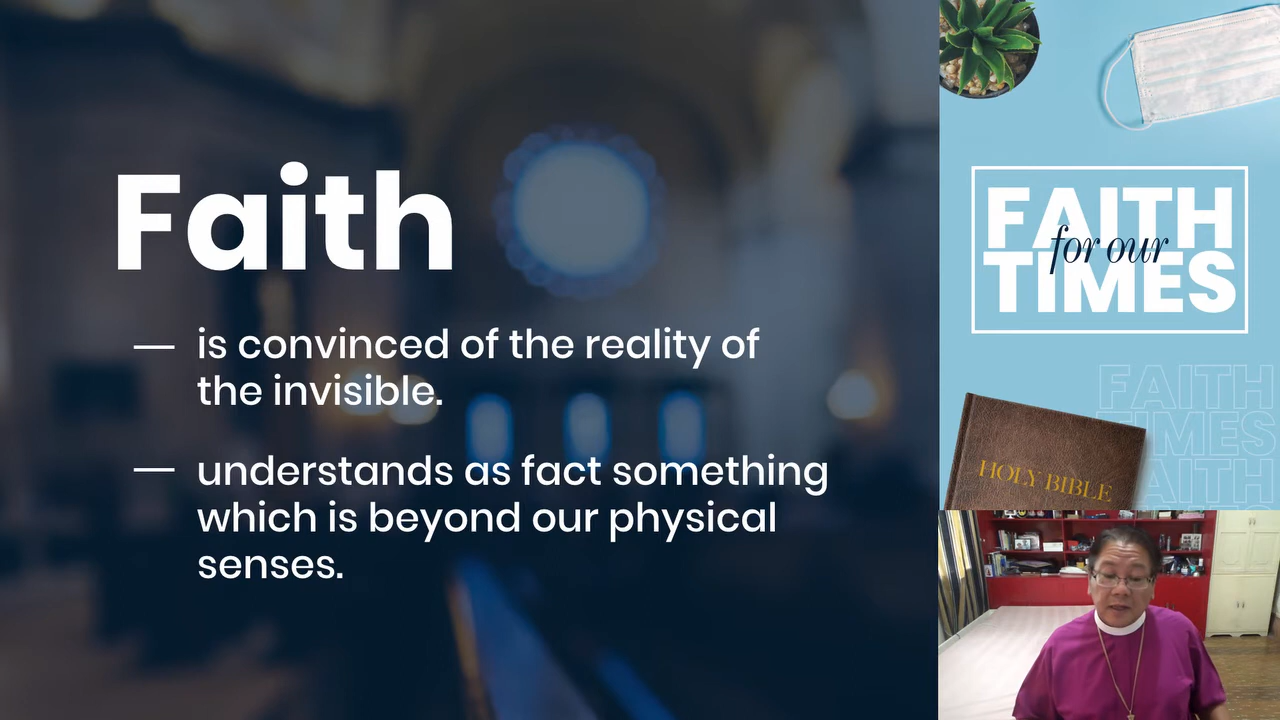 Faith
— is convinced of the reality of
the invisible.
— understands as fact something
which is beyond our physical
senses.
FAITH
for our
TIMES
FAITH
TIMES
FAITH
HOLY BIBLE